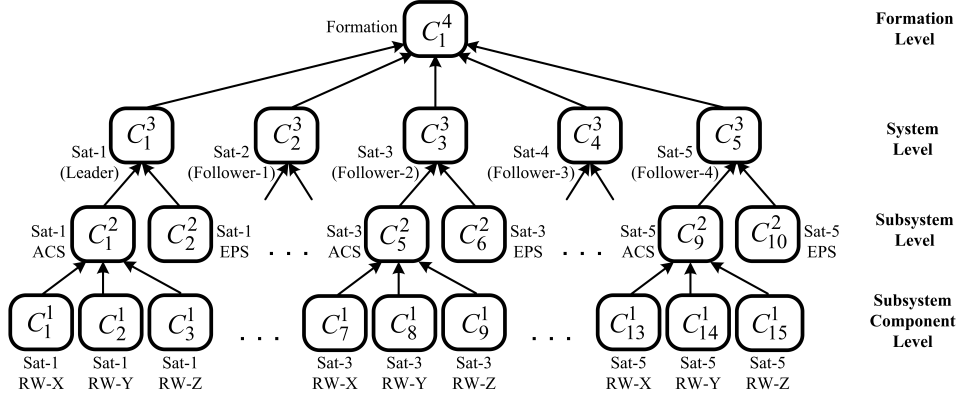 Formation
C_1^4
Formation
Level
C_1^3
C_2^3
C_3^3
C_4^3
C_5^3
System
Level
Sat-1
(Leader)
Sat-2
(Follower-1)
Sat-3
(Follower-2)
Sat-4
(Follower-3)
Sat-5
(Follower-4)
Sat-1
ACS
C_1^2
C_2^2
Sat-1
EPS
. . .
Sat-3
ACS
C_5^2
C_6^2
Sat-3
EPS
. . .
Sat-5
ACS
C_9^2
C_10^2
Sat-5
EPS
Subsystem
Level
C_1^1
C_2^1
C_3^1
. . .
C_7^1
C_8^1
C_9^1
. . .
C_13^1
C_14^1
C_15^1
Subsystem
Component
Level
Sat-1
RW-X
Sat-1
RW-Y
Sat-1
RW-Z
Sat-3
RW-X
Sat-3
RW-Y
Sat-3
RW-Z
Sat-5
RW-X
Sat-5
RW-Y
Sat-5
RW-Z